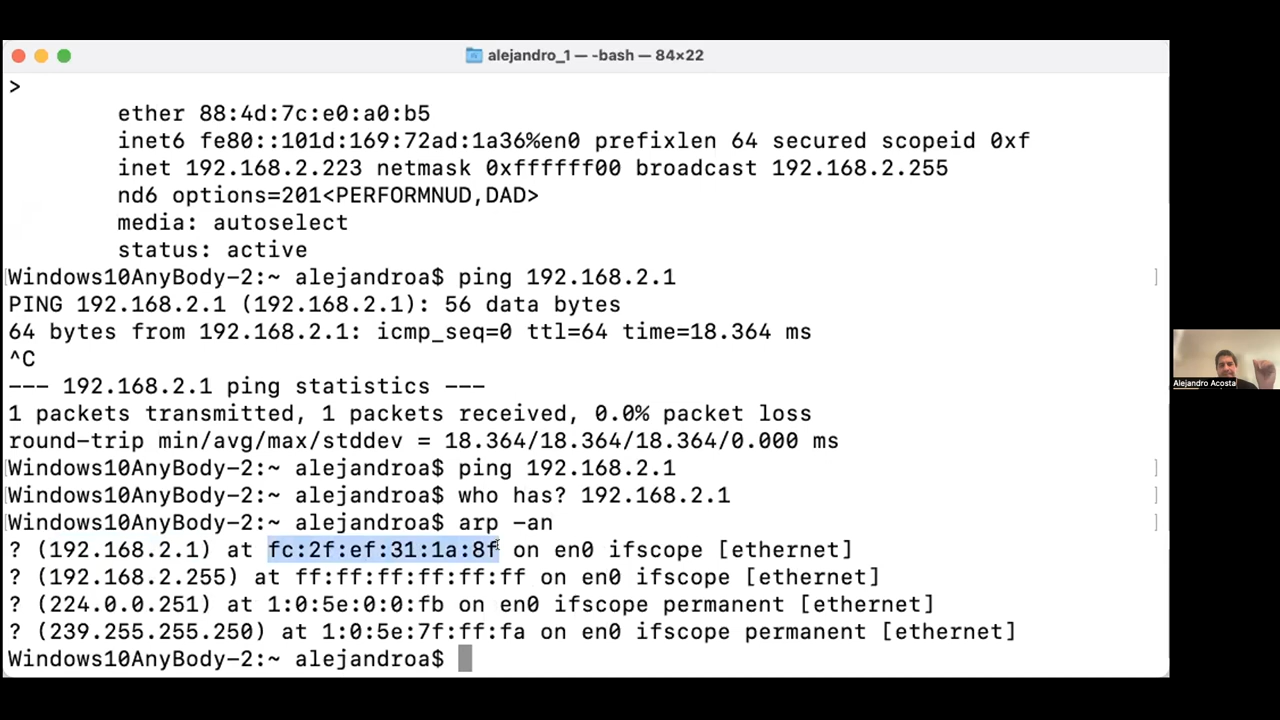 alejandro_1 — -bash — 84×22
>
ether 88:4d:7c:e0:a0:b5
inet6 fe80::101d:169:72ad:1a36%en0 prefixlen 64 secured scopeid 0xf
inet 192.168.2.223 netmask 0xffffff00 broadcast 192.168.2.255
nd6 options=201<PERFORMNUD,DAD>
media: autoselect
status: active
[Windows10AnyBody-2:~ alejandroa$ ping 192.168.2.1 ]
PING 192.168.2.1 (192.168.2.1): 56 data bytes
64 bytes from 192.168.2.1: icmp_seq=0 ttl=64 time=18.364 ms
^C
--- 192.168.2.1 ping statistics ---
1 packets transmitted, 1 packets received, 0.0% packet loss
round-trip min/avg/max/stddev = 18.364/18.364/18.364/0.000 ms
[Windows10AnyBody-2:~ alejandroa$ ping 192.168.2.1 ]
[Windows10AnyBody-2:~ alejandroa$ who has? 192.168.2.1 ]
[Windows10AnyBody-2:~ alejandroa$ arp -an ]
? (192.168.2.1) at fc:2f:ef:31:1a:8f on en0 ifscope [ethernet]
? (192.168.2.255) at ff:ff:ff:ff:ff:ff on en0 ifscope [ethernet]
? (224.0.0.251) at 1:0:5e:0:0:fb on en0 ifscope permanent [ethernet]
? (239.255.255.250) at 1:0:5e:7f:ff:fa on en0 ifscope permanent [ethernet]
Windows10AnyBody-2:~ alejandroa$
Alejandro Acosta